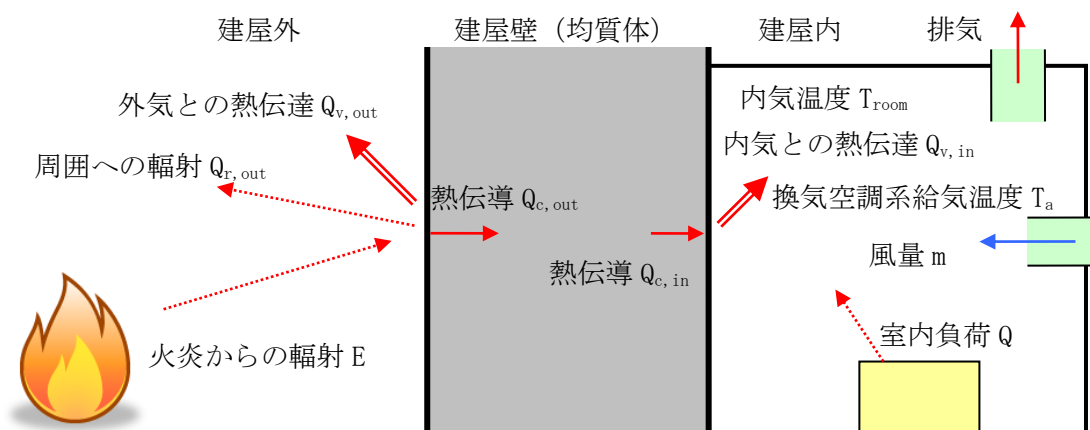 建屋外
建屋壁（均質体）
建屋内
排気
外気との熱伝達 Qv,out
内気温度 Troom
周囲への輻射 Qr,out
内気との熱伝達 Qv,in
熱伝導 Qc,out
換気空調系給気温度 Ta
風量 m
熱伝導 Qc,in
室内負荷 Q
火炎からの輻射 E